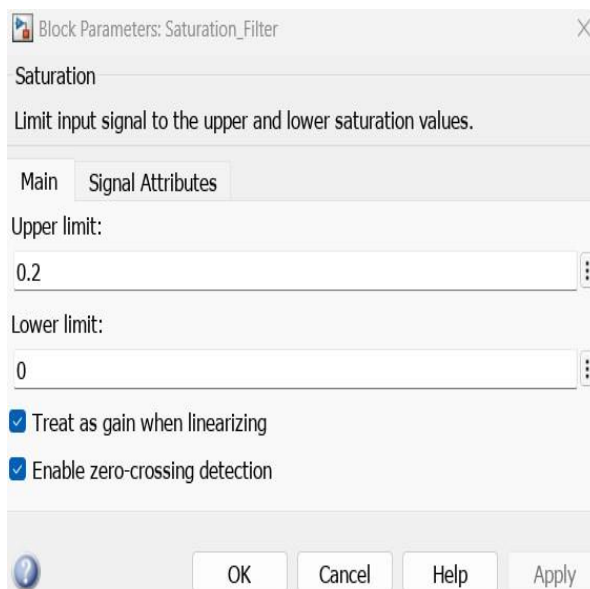 Block Parameters: Saturation_Filter
Saturation
Limit input signal to the upper and lower saturation values.
Main Signal Attributes
Upper limit:
0.2
Lower limit:
0
Treat as gain when linearizing
Enable zero-crossing detection
OK Cancel Help Apply